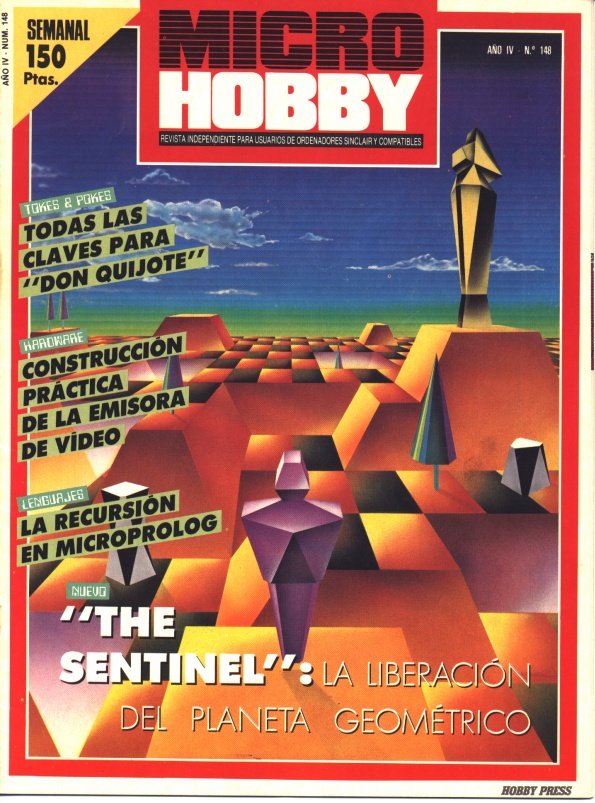 AÑO IV - NUM. 148
SEMANAL
150
Ptas.
MICRO
HOBBY
AÑO IV - N.º 148
REVISTA INDEPENDIENTE PARA USUARIOS DE ORDENADORES SINCLAIR Y COMPATIBLES
TOKES & POKES
TODAS LAS
CLAVES PARA
"DON QUIJOTE"
HARDWARE
CONSTRUCCIÓN
PRÁCTICA
DE LA EMISORA
DE VÍDEO
LENGUAJES
LA RECURSIÓN
EN MICROPROLOG
NUEVO
"THE
SENTINEL": LA LIBERACIÓN
DEL PLANETA GEOMÉTRICO
HOBBY PRESS